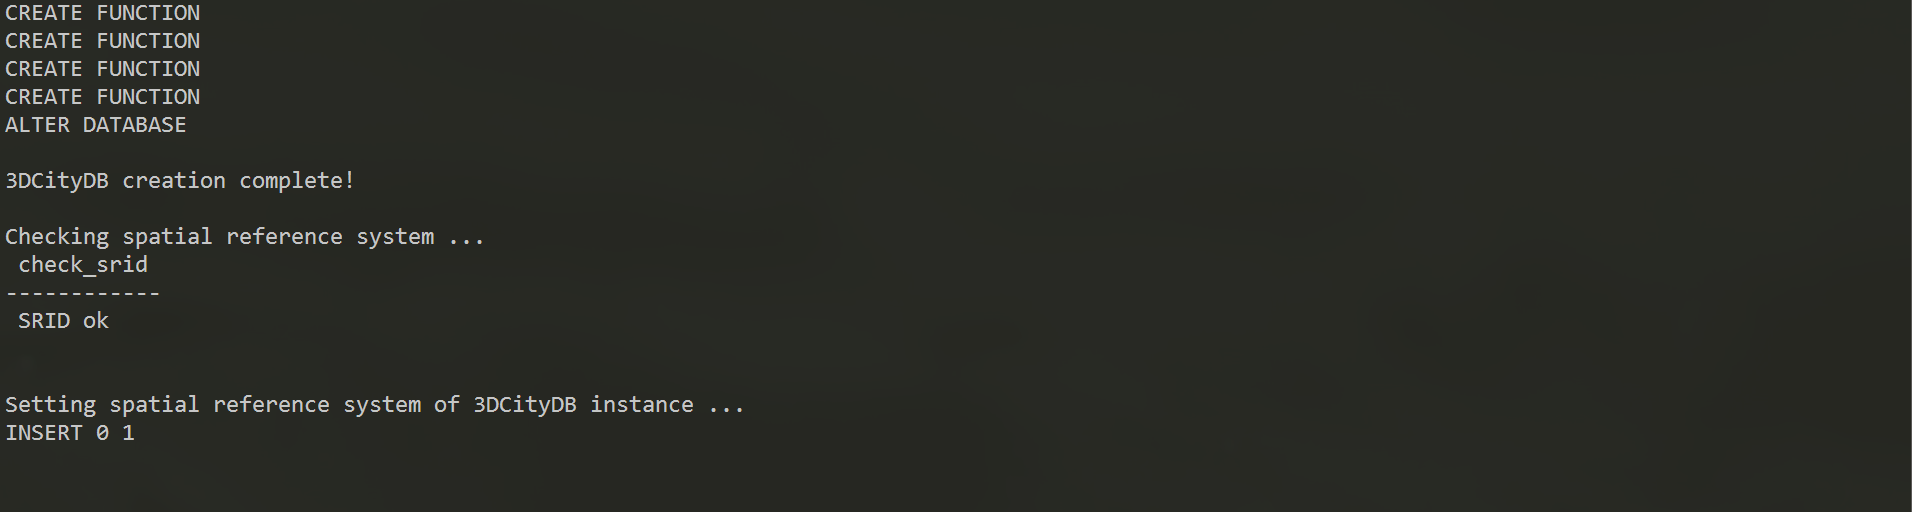 CREATE FUNCTION
CREATE FUNCTION
CREATE FUNCTION
CREATE FUNCTION
ALTER DATABASE
3DCityDB creation complete!
Checking spatial reference system ...
check_srid
------------
SRID ok
Setting spatial reference system of 3DCityDB instance ...
INSERT 0 1